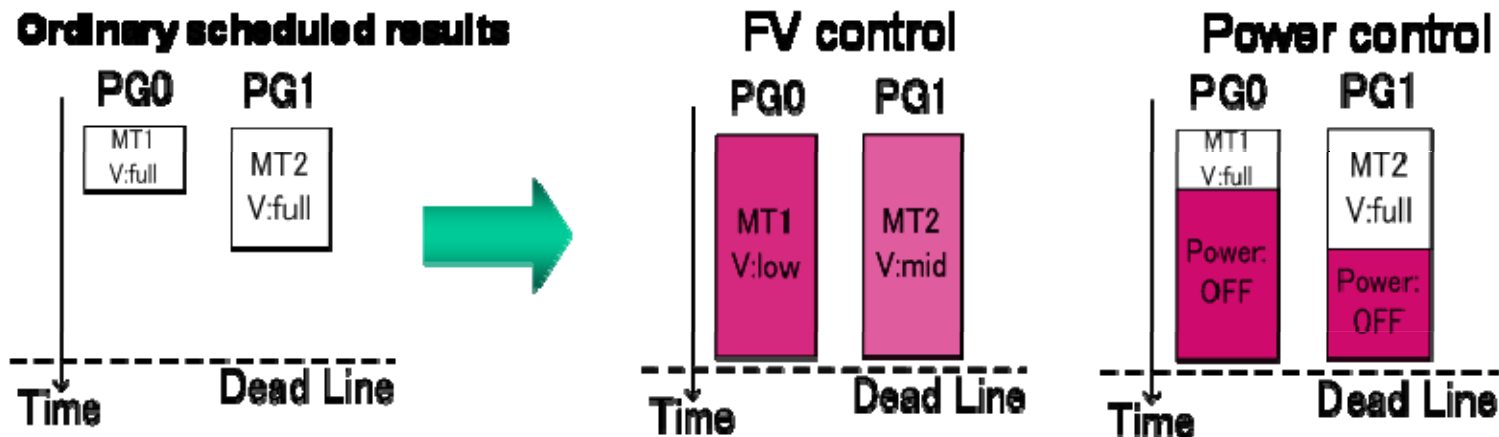 Ordinary scheduled results
PG0 PG1
MT1
V:full
MT2
V:full
Time
Dead Line
FV control
PG0 PG1
MT1
V:low
MT2
V:mid
Time
Dead Line
Power control
PG0 PG1
MT1
V:full
Power:
OFF
MT2
V:full
Power:
OFF
Time
Dead Line